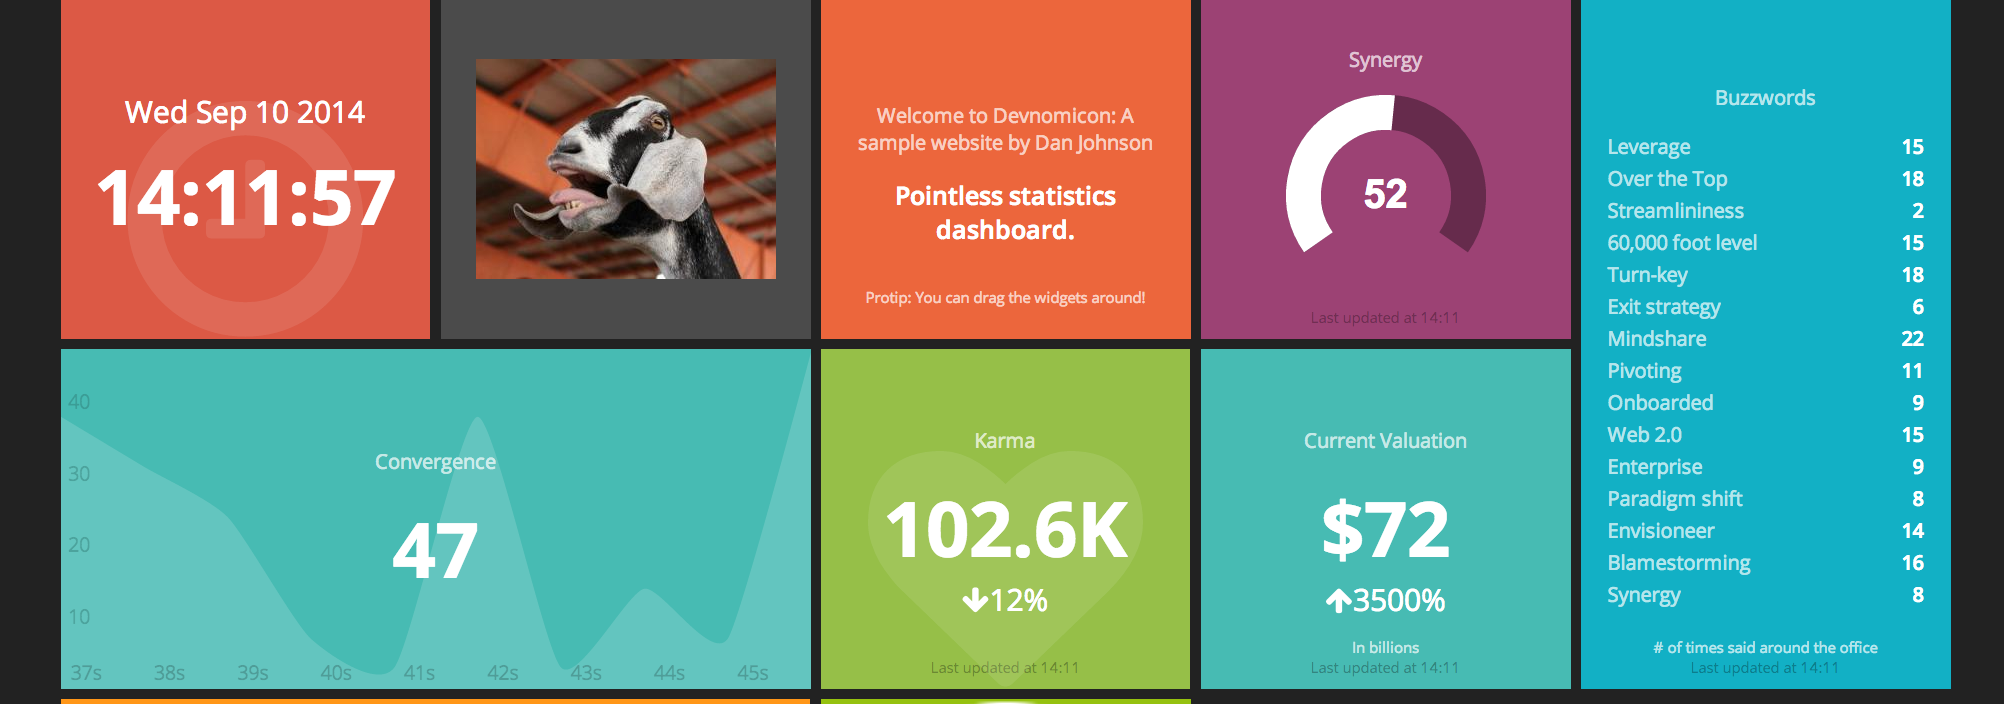 Wed Sep 10 2014
14:11:57
Welcome to Devnomicon: A
sample website by Dan Johnson
Pointless statistics
dashboard.
Protip: You can drag the widgets around!
Synergy
52
Last updated at 14:11
Buzzwords
Leverage 15
Over the Top 18
Streamlininess 2
60,000 foot level 15
Turn-key 18
Exit strategy 6
Mindshare 22
Pivoting 11
Onboarded 9
Web 2.0 15
Enterprise 9
Paradigm shift 8
Envisioneer 14
Blamestorming 16
Synergy 8
# of times said around the office
Last updated at 14:11
Convergence
47
40
30
20
10
37s 38s 39s 40s 41s 42s 43s 44s 45s
Karma
102.6K
12%
Last updated at 14:11
Current Valuation
$72
3500%
In billions
Last updated at 14:11